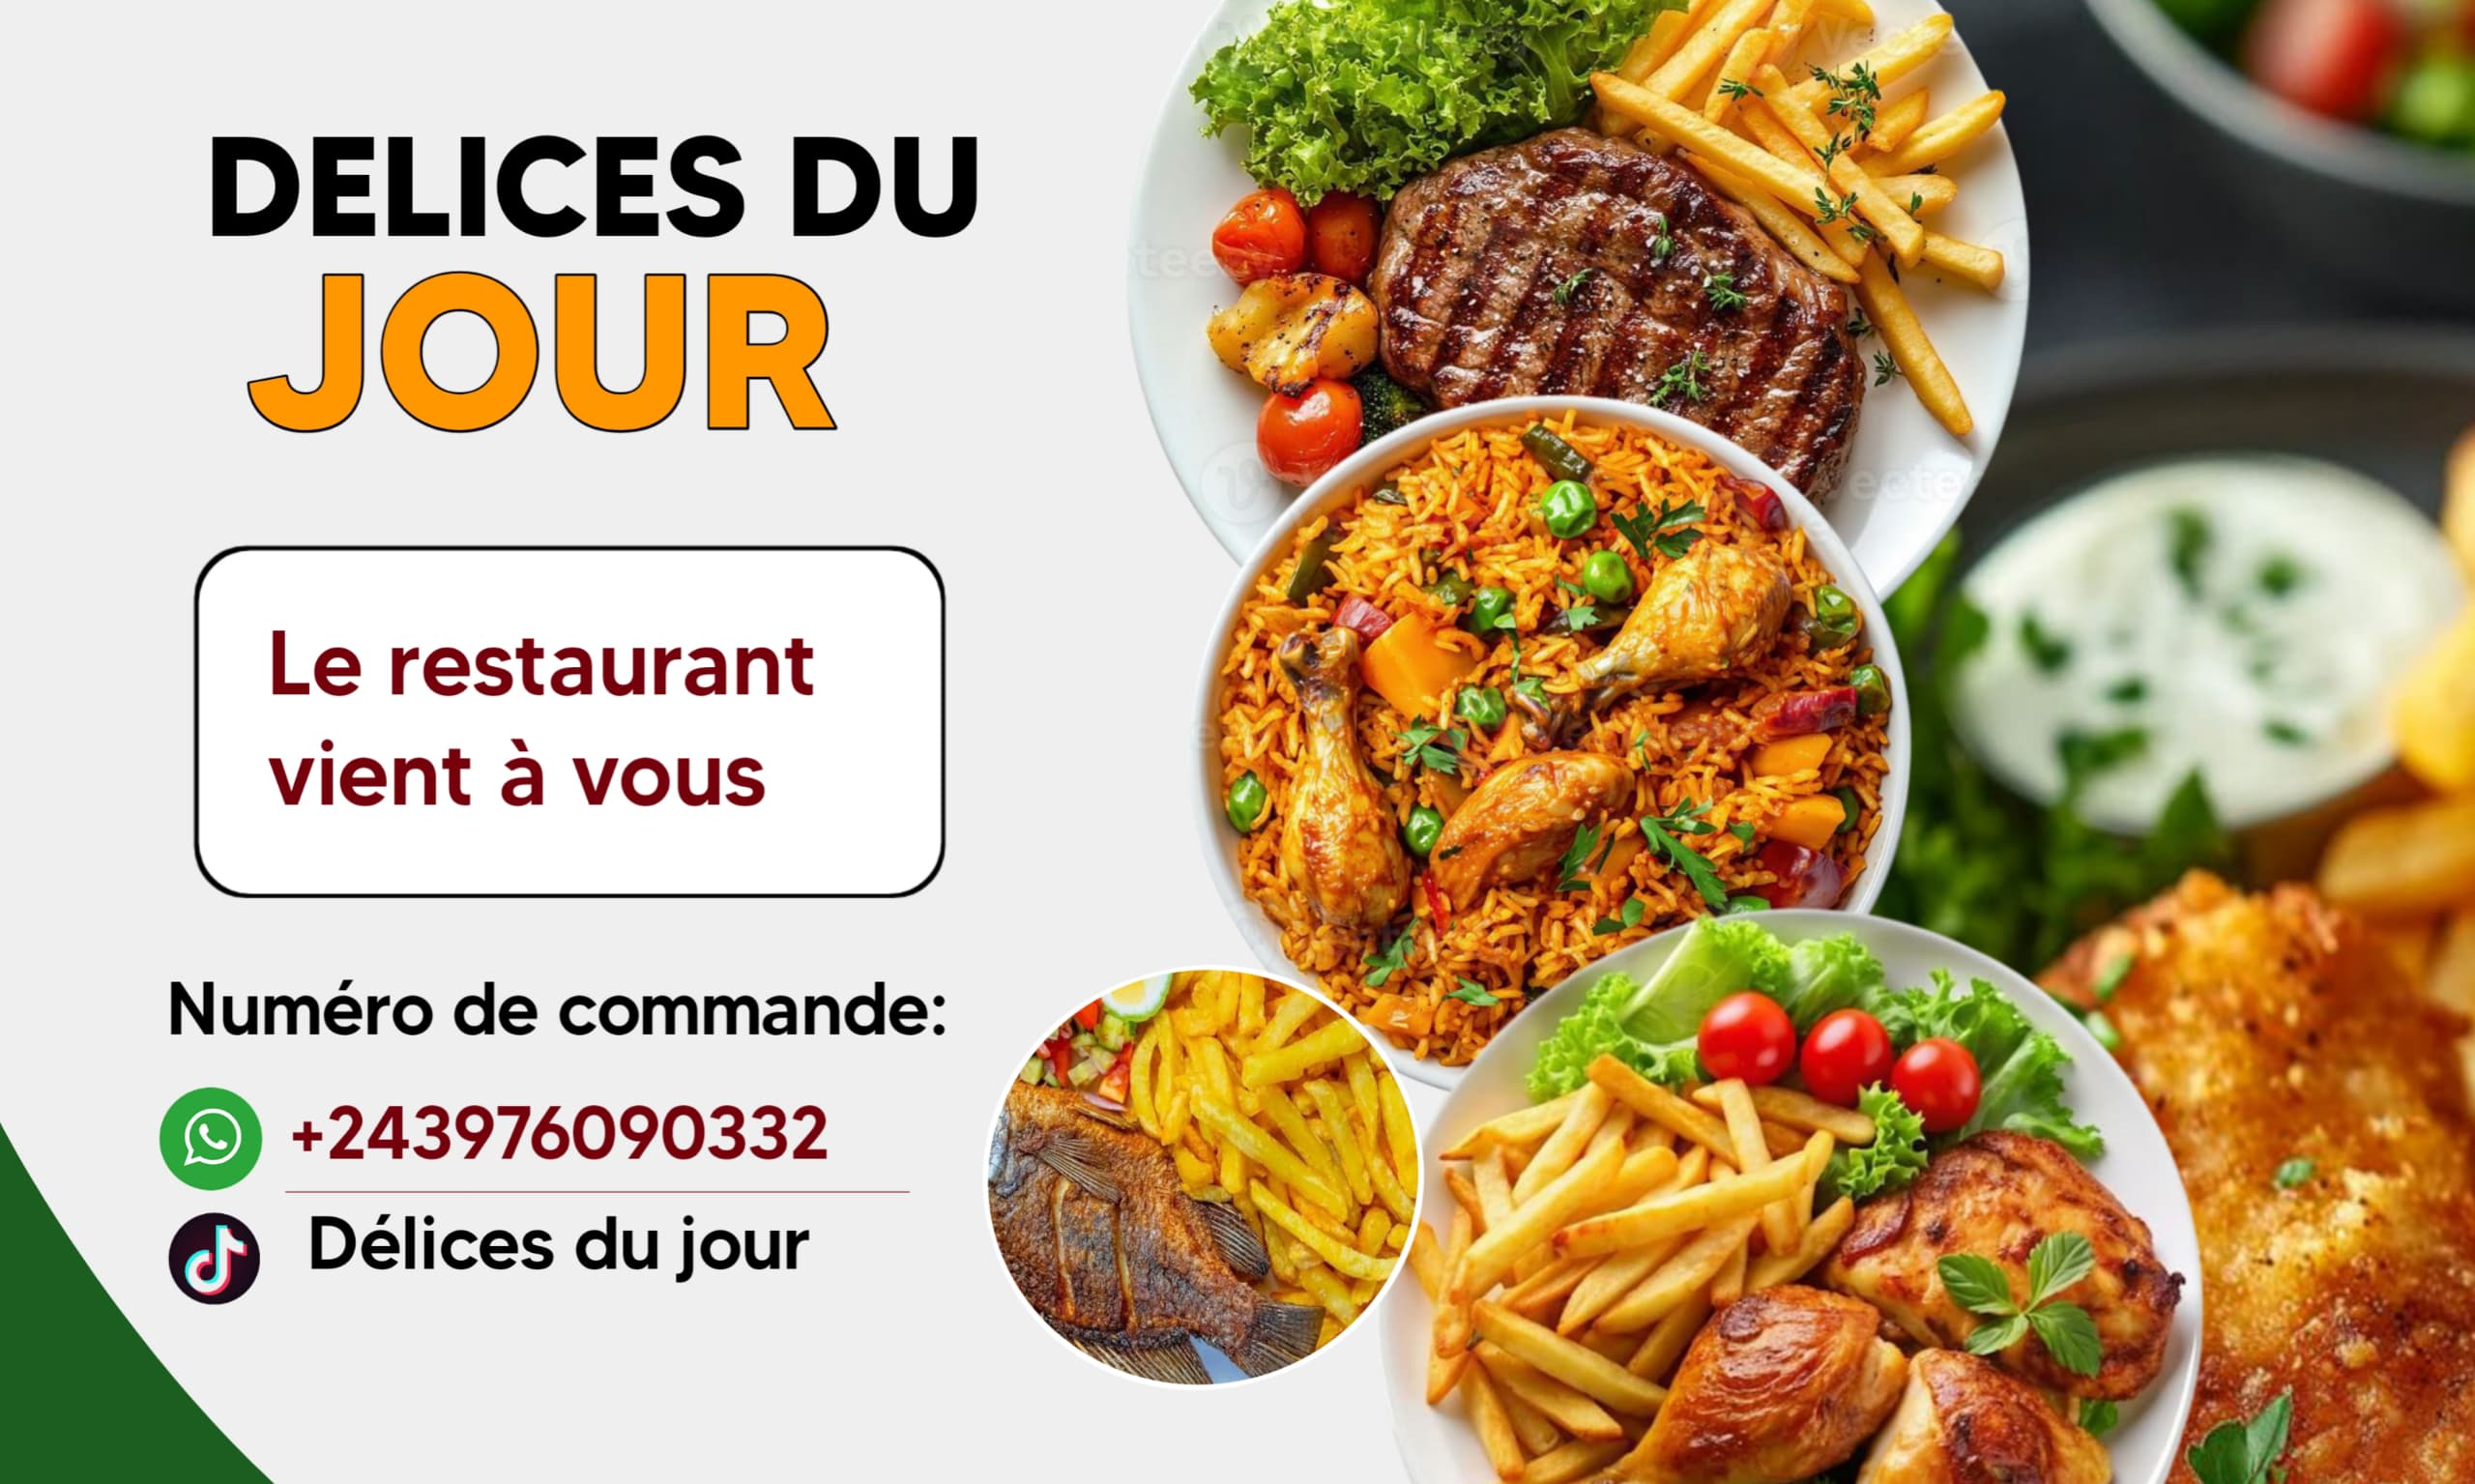 DELICES DU
JOUR
Le restaurant
vient à vous
Numéro de commande:
+243976090332
Délices du jour